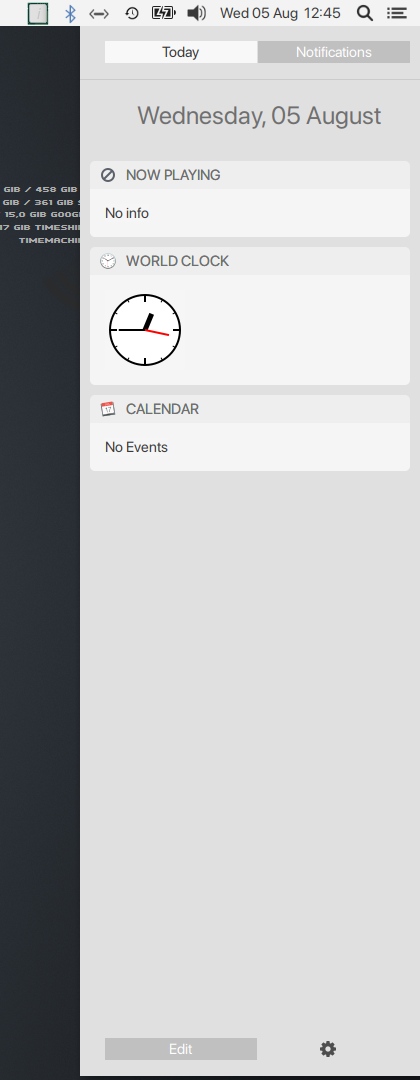 Wed 05 Aug 12:45
Today
Notifications
Wednesday, 05 August
GIB / 458 GIB
GIB / 361 GIB
15,0 GIB GOOG
17 GIB TIMESHI
TIMEMACHI
NOW PLAYING
No info
WORLD CLOCK
CALENDAR
No Events
Edit